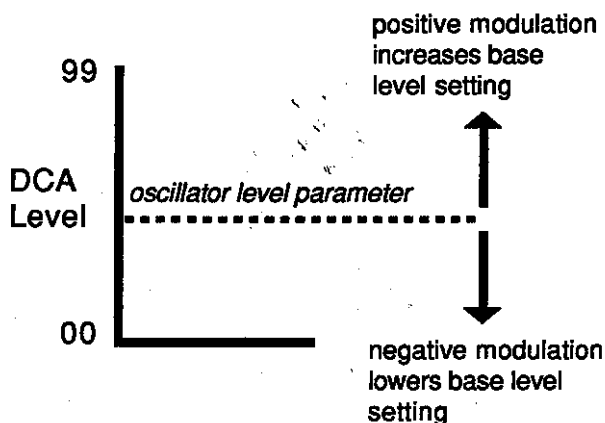 positive modulation
increases base
level setting
99
DCA
Level
oscillator level parameter
00
negative modulation
lowers base level
setting